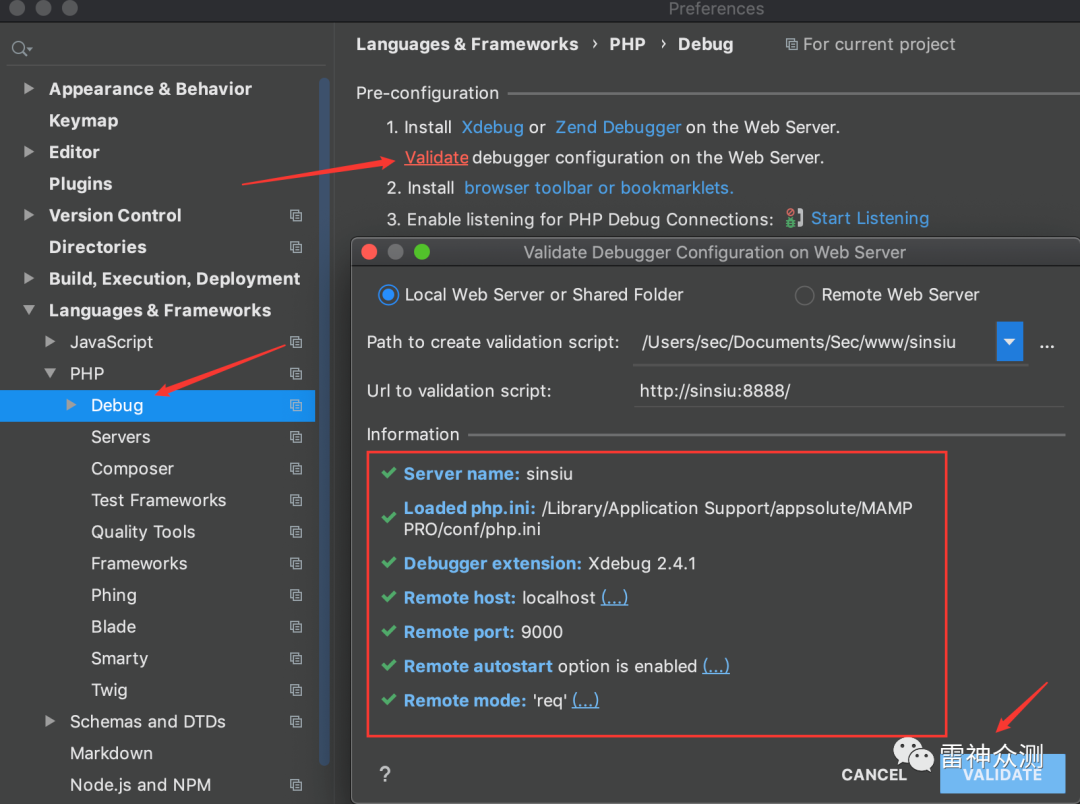 Preferences
Appearance & Behavior
Keymap
Editor
Plugins
Version Control
Directories
Build, Execution, Deployment
Languages & Frameworks
JavaScript
PHP
Debug
Servers
Composer
Test Frameworks
Quality Tools
Frameworks
Phing
Blade
Smarty
Twig
Schemas and DTDs
Markdown
Node.js and NPM
Languages & Frameworks › PHP › Debug For current project
Pre-configuration
1. Install Xdebug or Zend Debugger on the Web Server.
Validate debugger configuration on the Web Server.
2. Install browser toolbar or bookmarklets.
3. Enable listening for PHP Debug Connections: Start Listening
Validate Debugger Configuration on Web Server
Local Web Server or Shared Folder Remote Web Server
Path to create validation script: /Users/sec/Documents/Sec/www/sinsiu ...
Url to validation script: http://sinsiu:8888/
Information
Server name: sinsiu
Loaded php.ini: /Library/Application Support/appsolute/MAMP
PRO/conf/php.ini
Debugger extension: Xdebug 2.4.1
Remote host: localhost (...)
Remote port: 9000
Remote autostart option is enabled (...)
Remote mode: 'req' (...)
雷神众测
? CANCEL VALIDATE